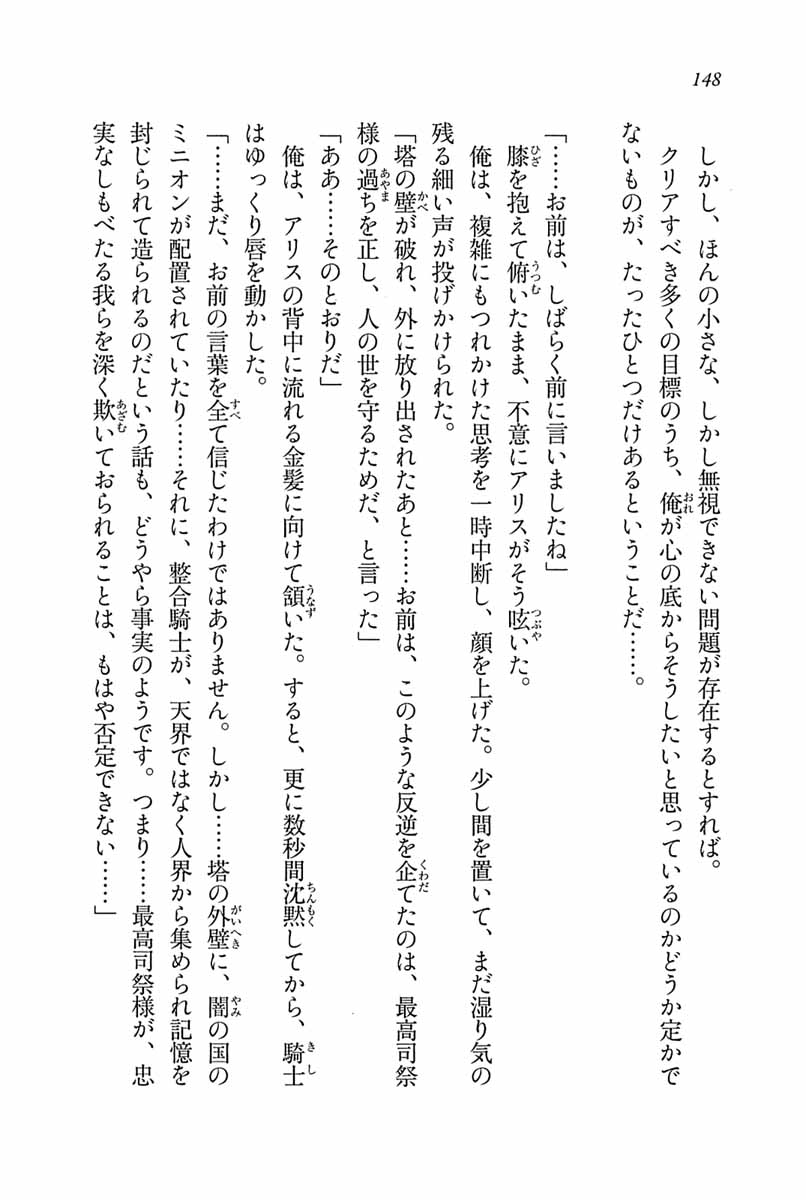 148
しかし、ほんの小さな、しかし無視できない問題が存在するとすれば。
クリアすべき多くの目標のうち、俺が心の底からそうしたいと思っているのかどうか定かで
ないものが、たったひとつだけあるということだ……。
「……お前は、しばらく前に言いましたね」
膝を抱えて俯いたまま、不意にアリスがそう呟いた。
俺は、複雑にもつれかけた思考を一時中断し、顔を上げた。少し間を置いて、まだ湿り気の
残る細い声が投げかけられた。
「塔の壁が破れ、外に放り出されたあと……お前は、このような反逆を企てたのは、最高司祭
様の過ちを正し、人の世を守るためだ、と言った」
「ああ……そのとおりだ」
俺は、アリスの背中に流れる金髪に向けて頷いた。すると、更に数秒間沈黙してから、騎士
はゆっくり唇を動かした。
「……まだ、お前の言葉を全て信じたわけではありません。しかし……塔の外壁に、闇の国の
ミニオンが配置されていたり……それに、整合騎士が、天界ではなく人界から集められ記憶を
封じられて造られるのだという話も、どうやら事実のようです。つまり……最高司祭様が、忠
実なしもべたる我らを深く欺いておられることは、もはや否定できない……」